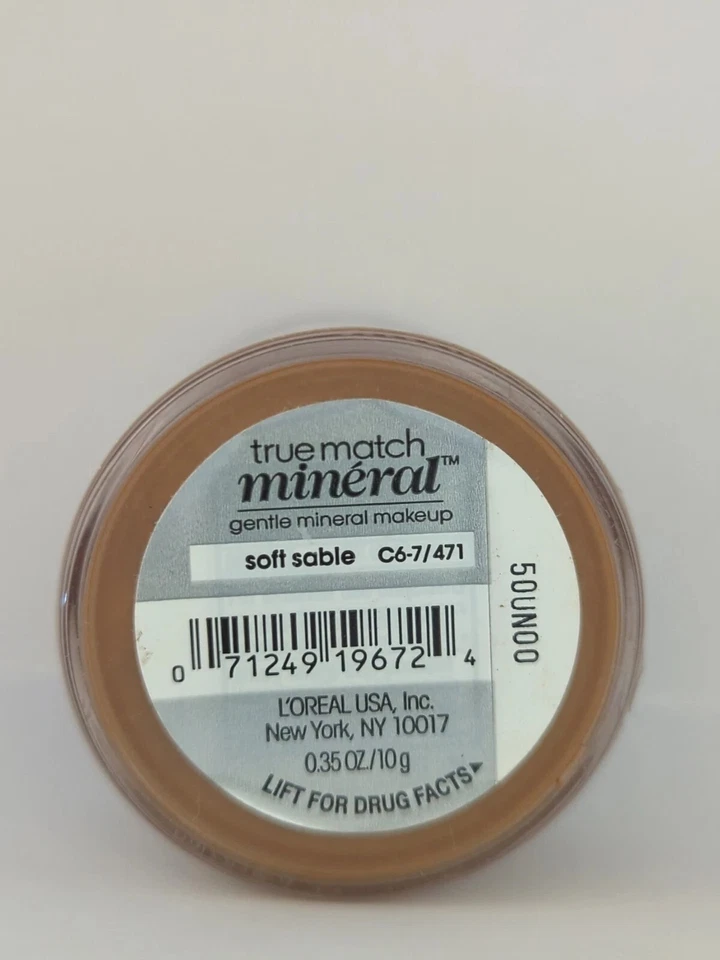 true match
minéral™
gentle mineral makeup
soft sable C6-7/471
0 71249 19672 4
L'OREAL USA, Inc.
New York, NY 10017
0.35 OZ./10 g
LIFT FOR DRUG FACTS▸
50UN00